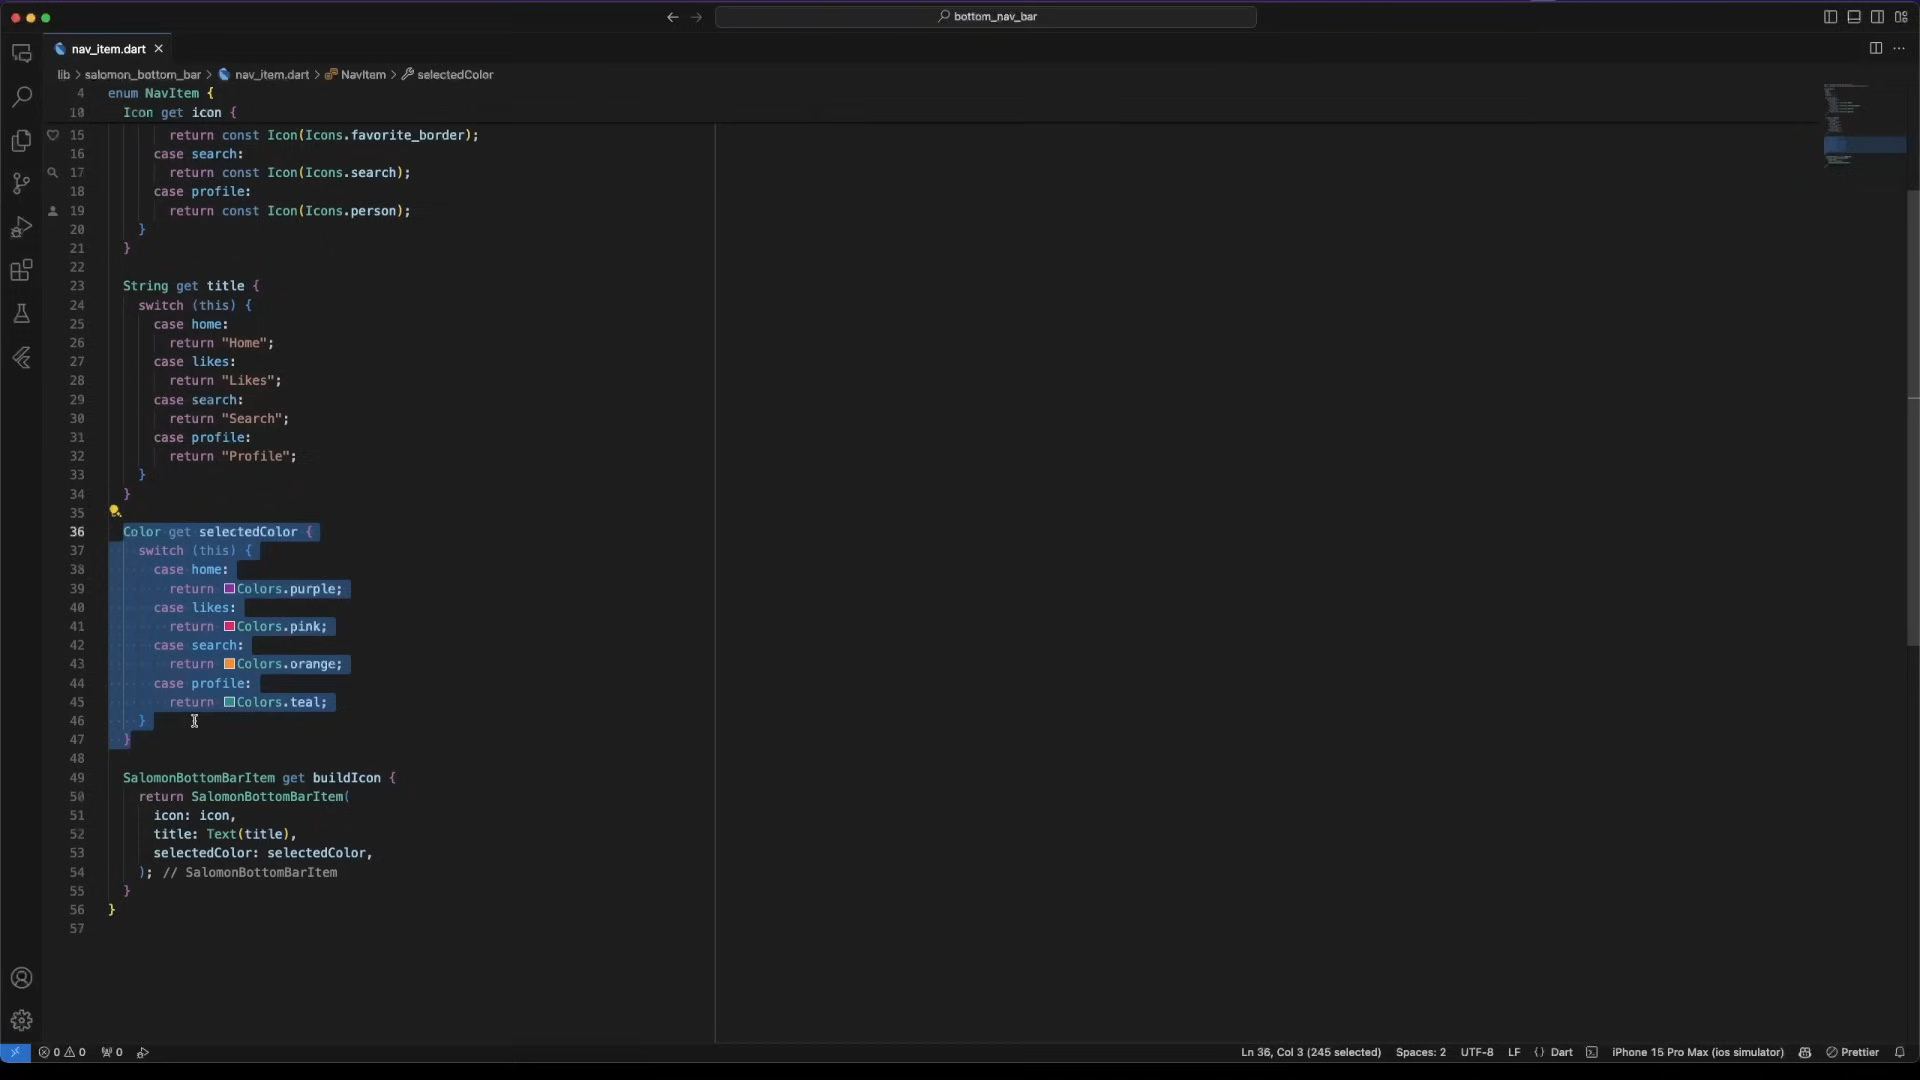 bottom_nav_bar
nav_item.dart
lib > salomon_bottom_bar > nav_item.dart > NavItem > selectedColor
4 enum NavItem {
10 Icon get icon {
15 return const Icon(Icons.favorite_border);
16 case search:
17 return const Icon(Icons.search);
18 case profile:
19 return const Icon(Icons.person);
20 }
21 }
22
23 String get title {
24 switch (this) {
25 case home:
26 return "Home";
27 case likes:
28 return "Likes";
29 case search:
30 return "Search";
31 case profile:
32 return "Profile";
33 }
34 }
35
36 Color get selectedColor {
37 switch (this) {
38 case home:
39 return Colors.purple;
40 case likes:
41 return Colors.pink;
42 case search:
43 return Colors.orange;
44 case profile:
45 return Colors.teal;
46 }
47 }
48
49 SalomonBottomBarItem get buildIcon {
50 return SalomonBottomBarItem(
51 icon: icon,
52 title: Text(title),
53 selectedColor: selectedColor,
54 ); // SalomonBottomBarItem
55 }
56 }
57
0 0 0 Ln 36, Col 3 (245 selected) Spaces: 2 UTF-8 LF {} Dart iPhone 15 Pro Max (ios simulator) Prettier